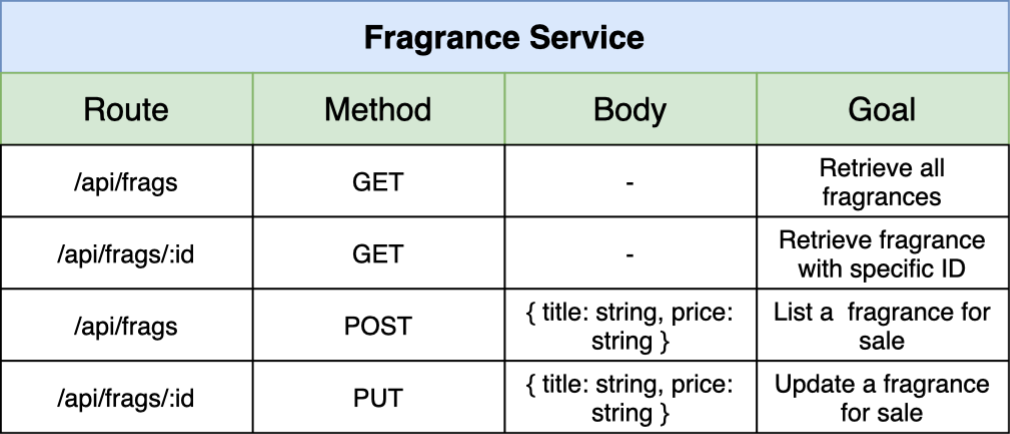 Fragrance Service
Route Method Body Goal
/api/frags GET - Retrieve all
fragrances
/api/frags/:id GET - Retrieve fragrance
with specific ID
/api/frags POST { title: string, price:
string } List a  fragrance for
sale
/api/frags/:id PUT { title: string, price:
string } Update a fragrance
for sale